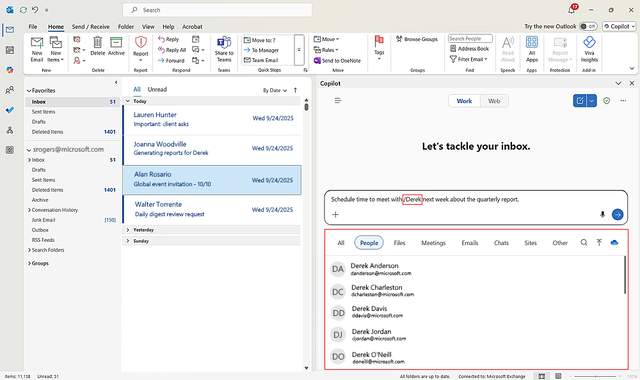 Search
12
File
Home
Send / Receive
Folder
View
Help
Acrobat
Try the new Outlook
Off
Copilot
New Email
New Items
Delete
Archive
Report
Reply
Reply All
Forward
Share to Teams
Move to: ?
To Manager
Team Email
Move
Rules
Send to OneNote
Tags
Browse Groups
Search People
Address Book
Filter Email
Read Aloud
All Apps
Report Message
Viva Insights
New
Delete
Report
Respond
Teams
Quick Steps
Move
Groups
Find
Speech
Apps
Protection
Add-in
Favorites
Inbox 51
Sent Items
Drafts
Deleted Items 1401
srogers@microsoft.com
Inbox 51
Drafts
Sent Items
Deleted Items 1401
Archive
Conversation History
Junk Email [150]
Outbox
RSS Feeds
Search Folders
Groups
All Unread By Date
Today
Lauren Hunter
Important: client asks Wed 9/24/2025
Joanna Woodville
Generating reports for Derek Wed 9/24/2025
Alan Rosario
Global event invitation - 10/10 Wed 9/24/2025
Walter Torrente
Daily digest review request Wed 9/24/2025
Yesterday
Sunday
Copilot
Work Web
Let's tackle your inbox.
Schedule time to meet with /Derek next week about the quarterly report.
All People Files Meetings Emails Chats Sites Other
DA Derek Anderson
danderson@microsoft.com
DC Derek Charleston
dcharleston@microsoft.com
DD Derek Davis
ddavis@microsoft.com
DJ Derek Jordan
djordan@microsoft.com
DO Derek O'Neill
doneill@microsoft.com
Items: 11,138 Unread: 51
All folders are up to date. Connected to: Microsoft Exchange